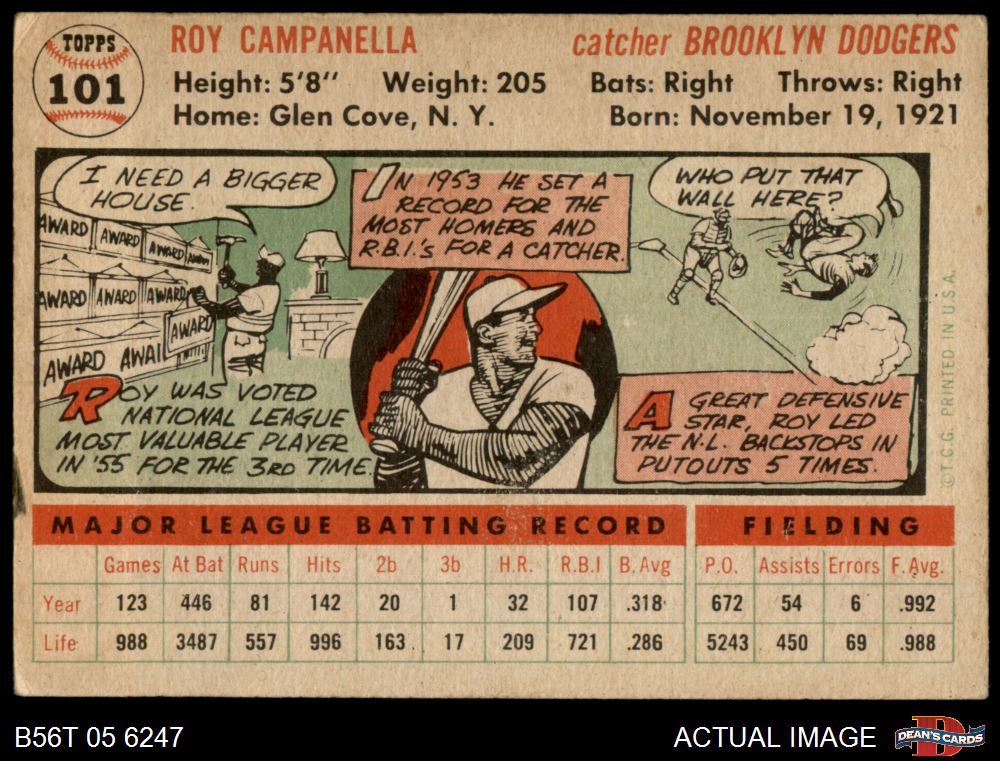 TOPPS
101
ROY CAMPANELLA
catcher BROOKLYN DODGERS
Height: 5'8" Weight: 205 Bats: Right Throws: Right
Home: Glen Cove, N. Y. Born: November 19, 1921
I NEED A BIGGER
HOUSE.
AWARD AWARD AWARD AWARD
AWARD AWARD AWARD
AWARD
AWARD AWAI
ROY WAS VOTED
NATIONAL LEAGUE
MOST VALUABLE PLAYER
IN '55 FOR THE 3RD TIME.
IN 1953 HE SET A
RECORD FOR THE
MOST HOMERS AND
R.B.I.'s FOR A CATCHER.
WHO PUT THAT
WALL HERE?
A GREAT DEFENSIVE
STAR, ROY LED
THE N.L. BACKSTOPS IN
PUTOUTS 5 TIMES.
©T.C.G. PRINTED IN U.S.A.
MAJOR LEAGUE BATTING RECORD FIELDING
Games At Bat Runs Hits 2b 3b H.R. R.B.I B. Avg P.O. Assists Errors F. Avg.
Year 123 446 81 142 20 1 32 107 .318 672 54 6 .992
Life 988 3487 557 996 163 17 209 721 .286 5243 450 69 .988
B56T 05 6247
ACTUAL IMAGE
DEAN'S CARDS